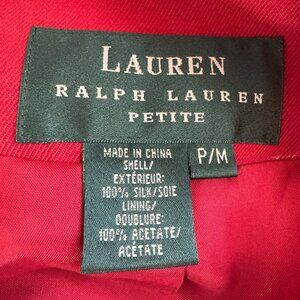 LAUREN
RALPH LAUREN
PETITE
MADE IN CHINA
SHELL/
EXTÉRIEUR:
100% SILK/SOIE
LINING/
DOUBLURE:
100% ACETATE/
ACÉTATE
P/M